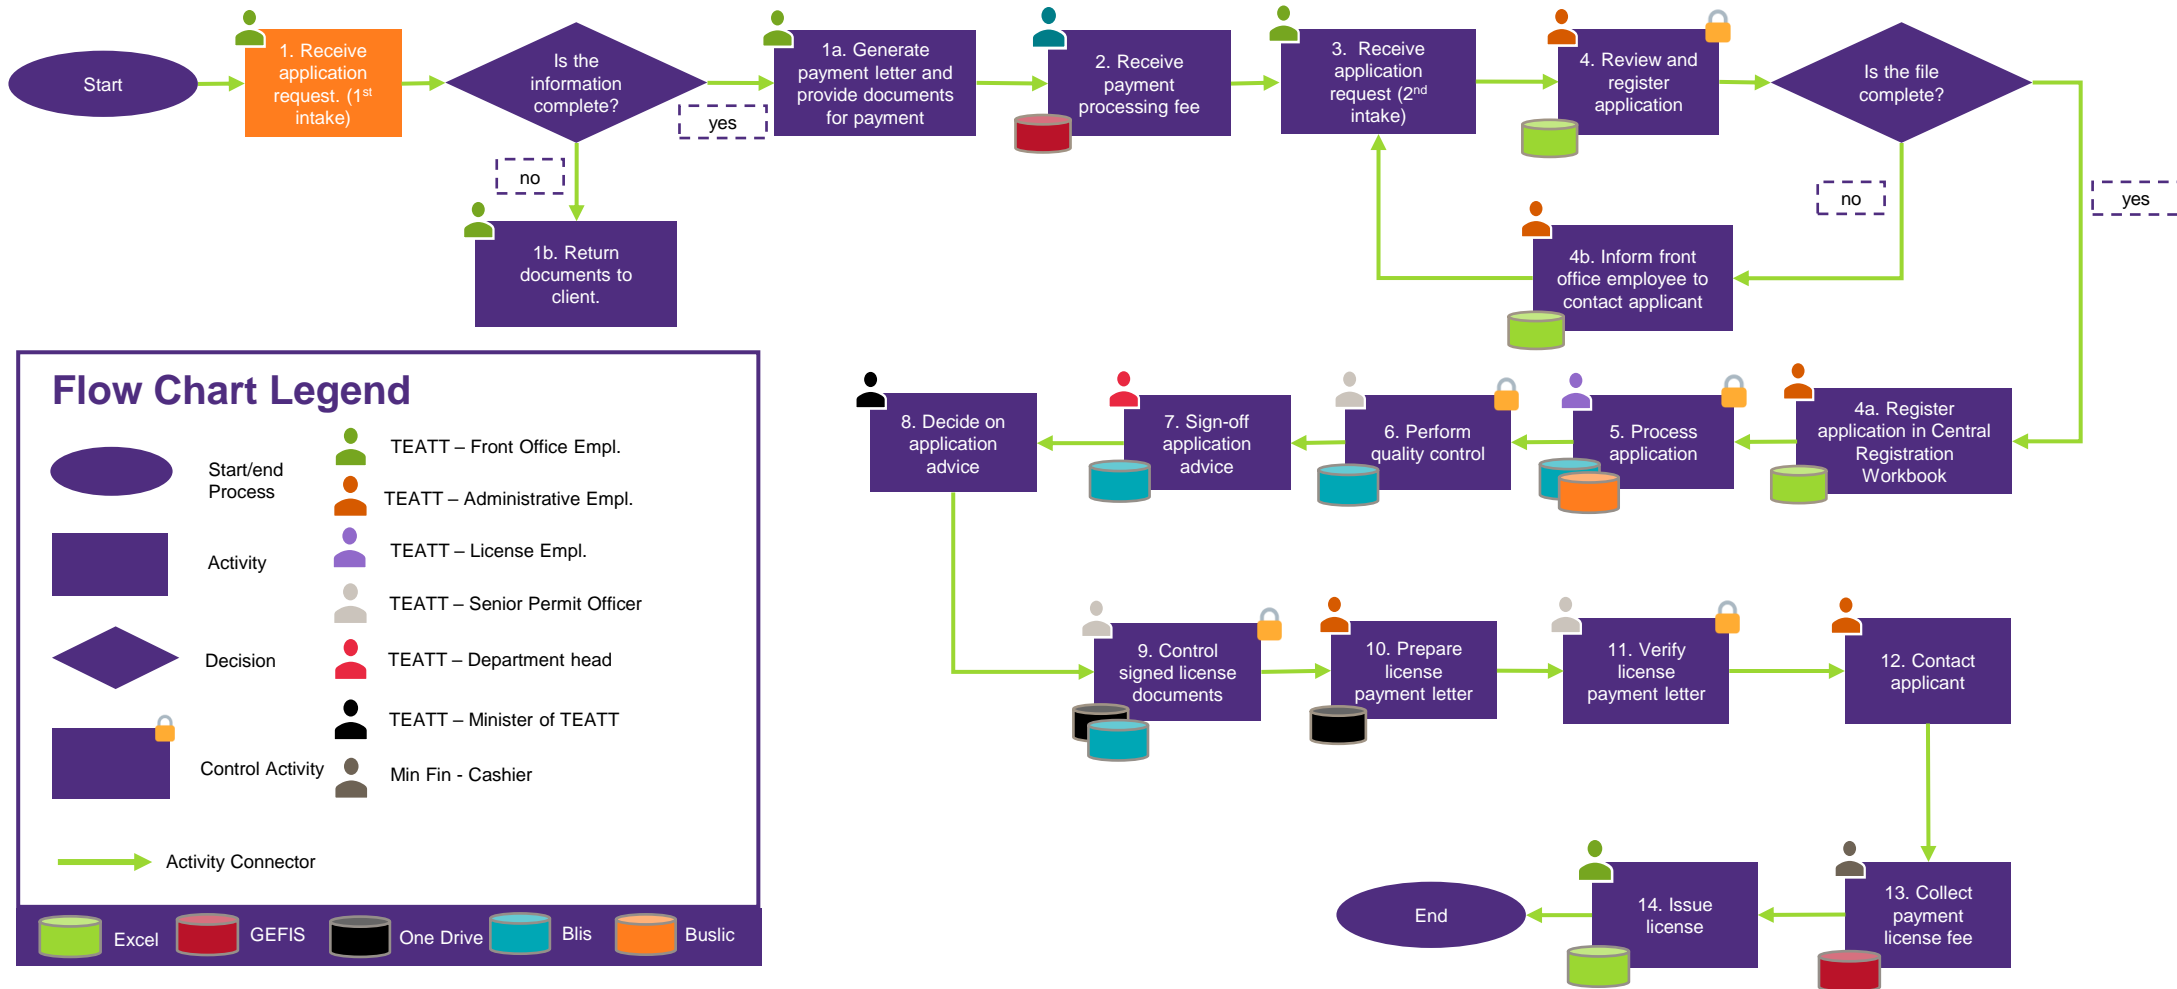 Start
1. Receive
application
request. (1st
intake)
Is the
information
complete?
yes
no
1a. Generate
payment letter and
provide documents
for payment
2. Receive
payment
processing fee
3. Receive
application
request (2nd
intake)
4. Review and
register
application
Is the file
complete?
no
yes
1b. Return
documents to
client.
4b. Inform front
office employee to
contact applicant
8. Decide on
application
advice
7. Sign-off
application
advice
6. Perform
quality control
5. Process
application
4a. Register
application in Central
Registration
Workbook
9. Control
signed license
documents
10. Prepare
license
payment letter
11. Verify
license
payment letter
12. Contact
applicant
End
14. Issue
license
13. Collect
payment
license fee
Flow Chart Legend
Start/end
Process
Activity
Decision
Control Activity
Activity Connector
TEATT – Front Office Empl.
TEATT – Administrative Empl.
TEATT – License Empl.
TEATT – Senior Permit Officer
TEATT – Department head
TEATT – Minister of TEATT
Min Fin - Cashier
Excel
GEFIS
One Drive
Blis
Buslic